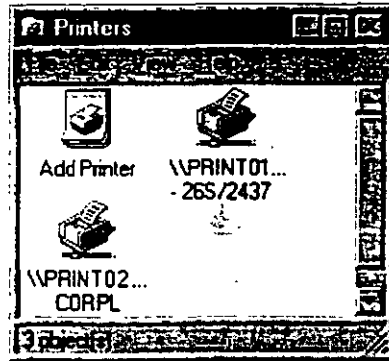 Printers
Add Printer
\\PRINT01...
- 26S/2437
\\PRINT02...
CORPL
3 object(s)